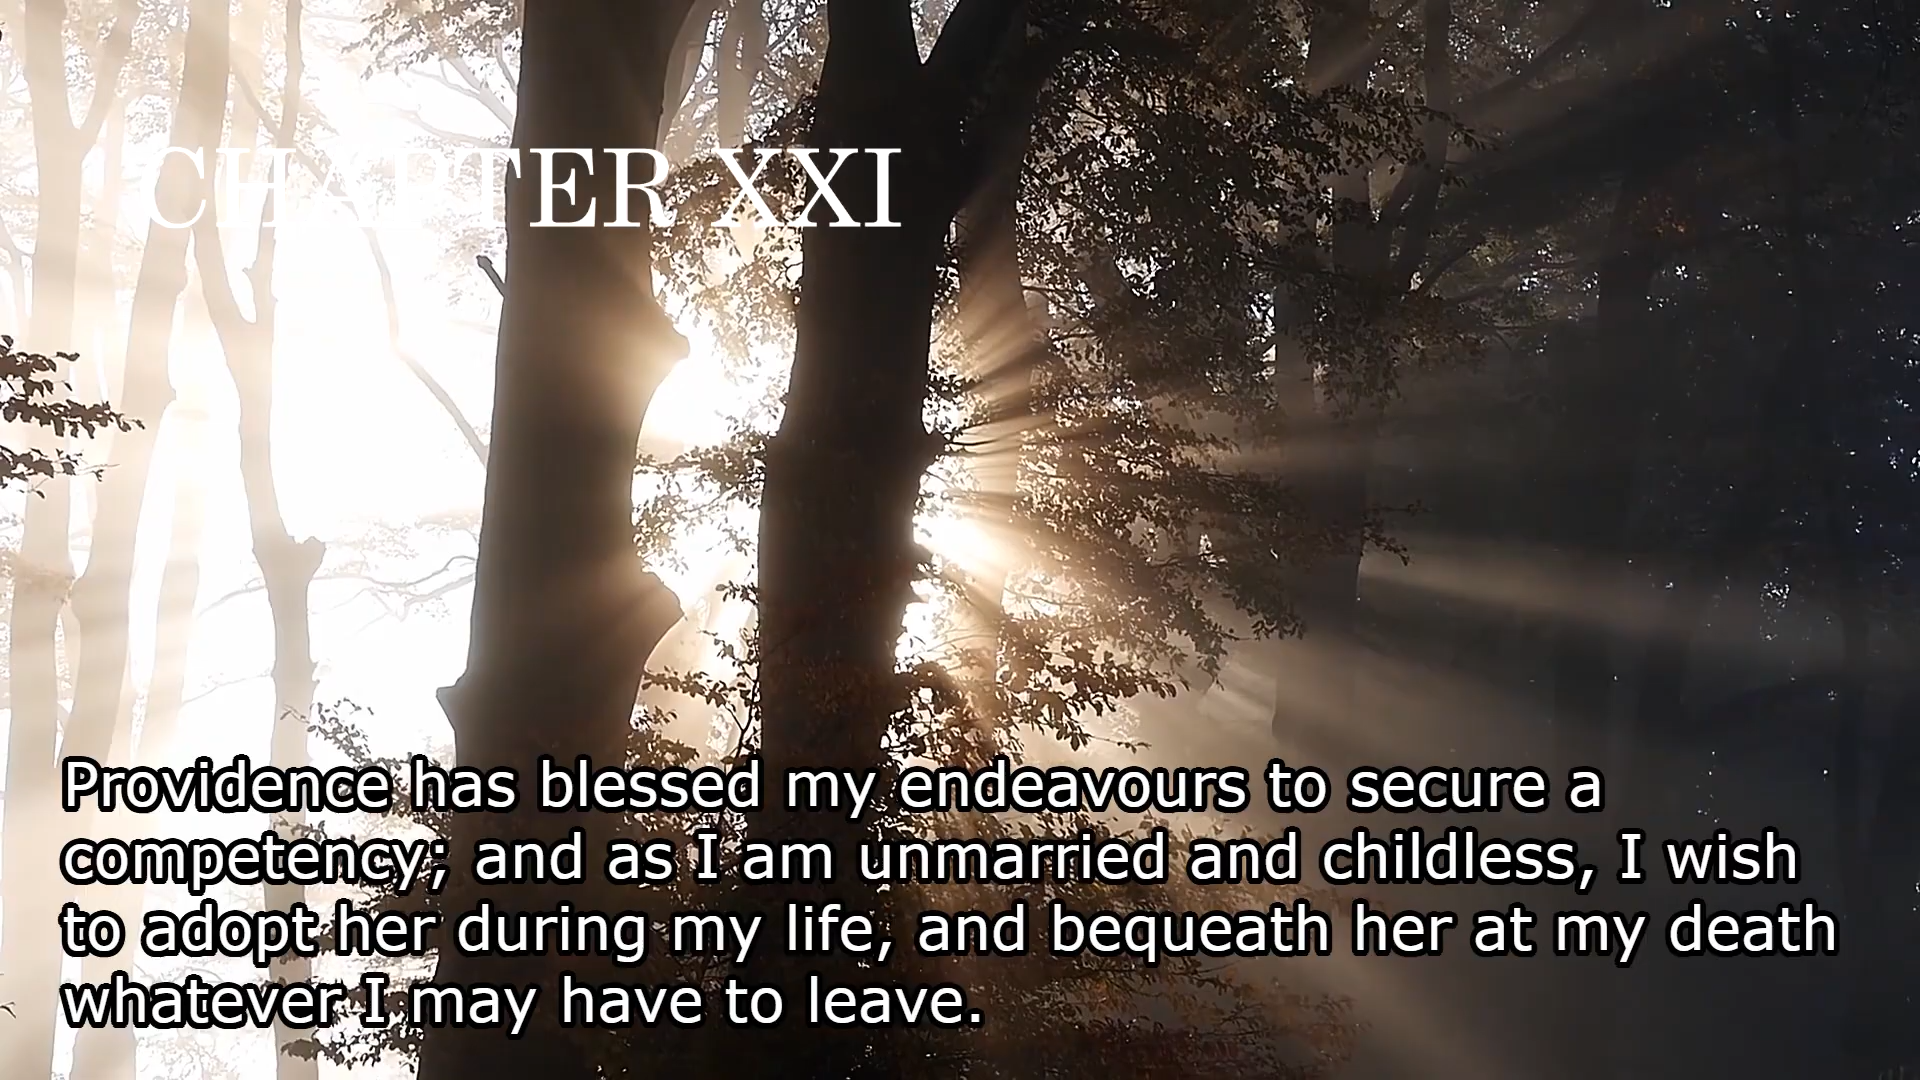 CHAPTER XXI
Providence has blessed my endeavours to secure a
competency; and as I am unmarried and childless, I wish
to adopt her during my life, and bequeath her at my death
whatever I may have to leave.